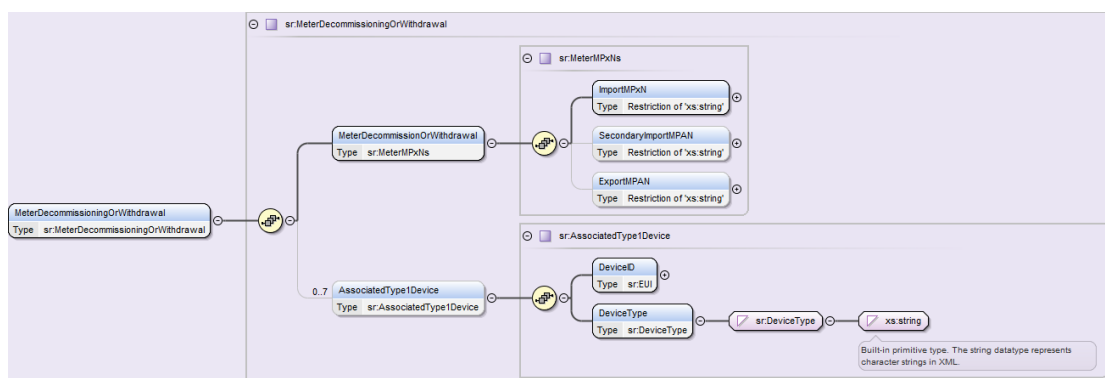 sr:MeterDecommissioningOrWithdrawal
sr:MeterMPxNs
ImportMPxN
Type Restriction of 'xs:string'
MeterDecommissionOrWithdrawal
Type sr:MeterMPxNs
SecondaryImportMPAN
Type Restriction of 'xs:string'
ExportMPAN
Type Restriction of 'xs:string'
MeterDecommissioningOrWithdrawal
Type sr:MeterDecommissioningOrWithdrawal
sr:AssociatedType1Device
DeviceID
Type sr:EUI
0..7 AssociatedType1Device
Type sr:AssociatedType1Device
DeviceType
Type sr:DeviceType
sr:DeviceType
xs:string
Built-in primitive type. The string datatype represents
character strings in XML.